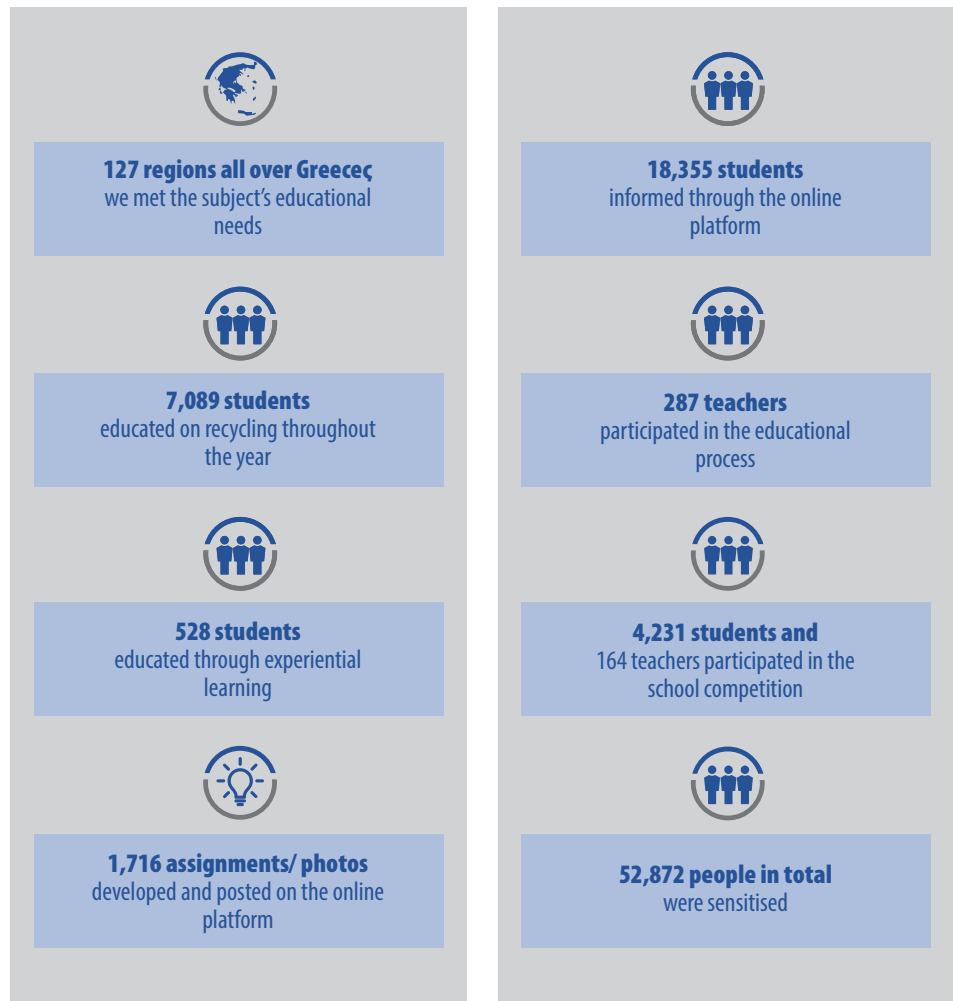 127 regions all over Greeceς
we met the subject's educational
needs
7,089 students
educated on recycling throughout
the year
528 students
educated through experiential
learning
1,716 assignments/ photos
developed and posted on the online
platform
18,355 students
informed through the online
platform
287 teachers
participated in the educational
process
4,231 students and
164 teachers participated in the
school competition
52,872 people in total
were sensitised